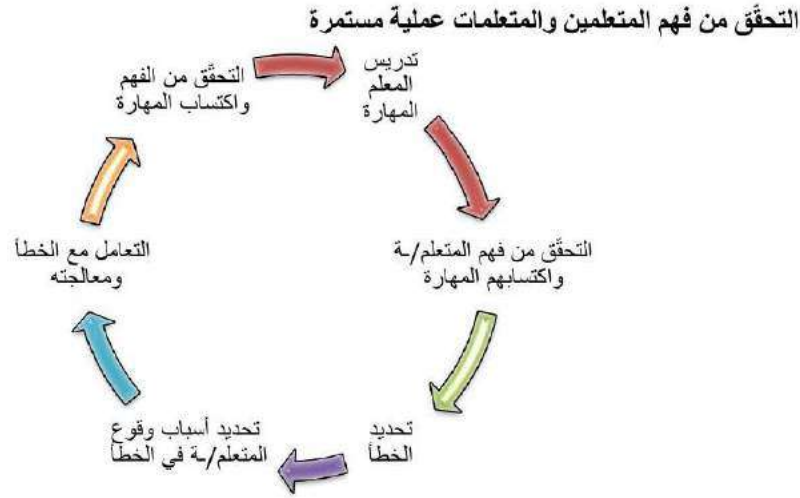 التحقّق من فهم المتعلمين والمتعلمات عملية مستمرة
تدريس
المعلم
المهارة
التحقّق من فهم المتعلم/ـة
واكتسابهم المهارة
تحديد
الخطأ
تحديد أسباب وقوع
المتعلم/ـة في الخطأ
التعامل مع الخطأ
ومعالجته
التحقّق من الفهم
واكتساب المهارة